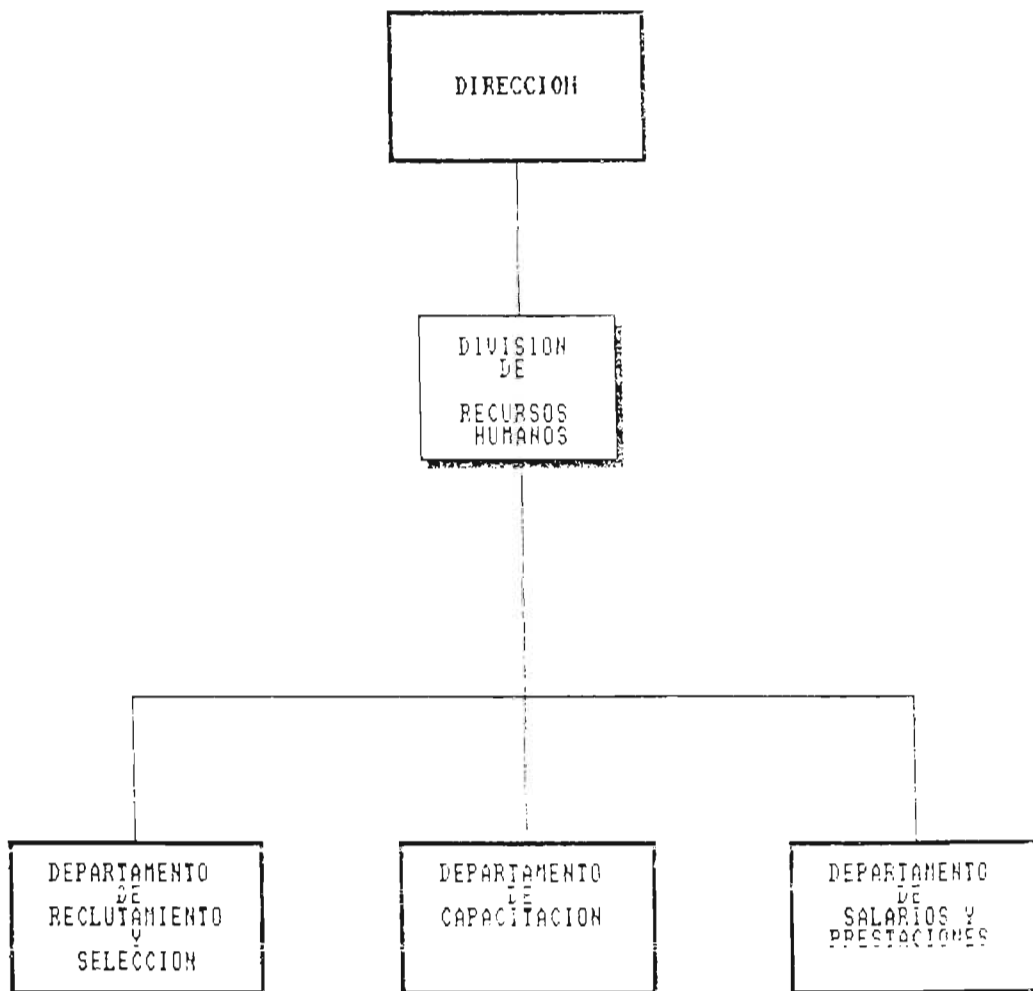 DIRECCION
DIVISION
DE
RECURSOS
HUMANOS
DEPARTAMENTO
DE
RECLUTAMIENTO
Y
SELECCION
DEPARTAMENTO
DE
CAPACITACION
DEPARTAMENTO
DE
SALARIOS Y
PRESTACIONES